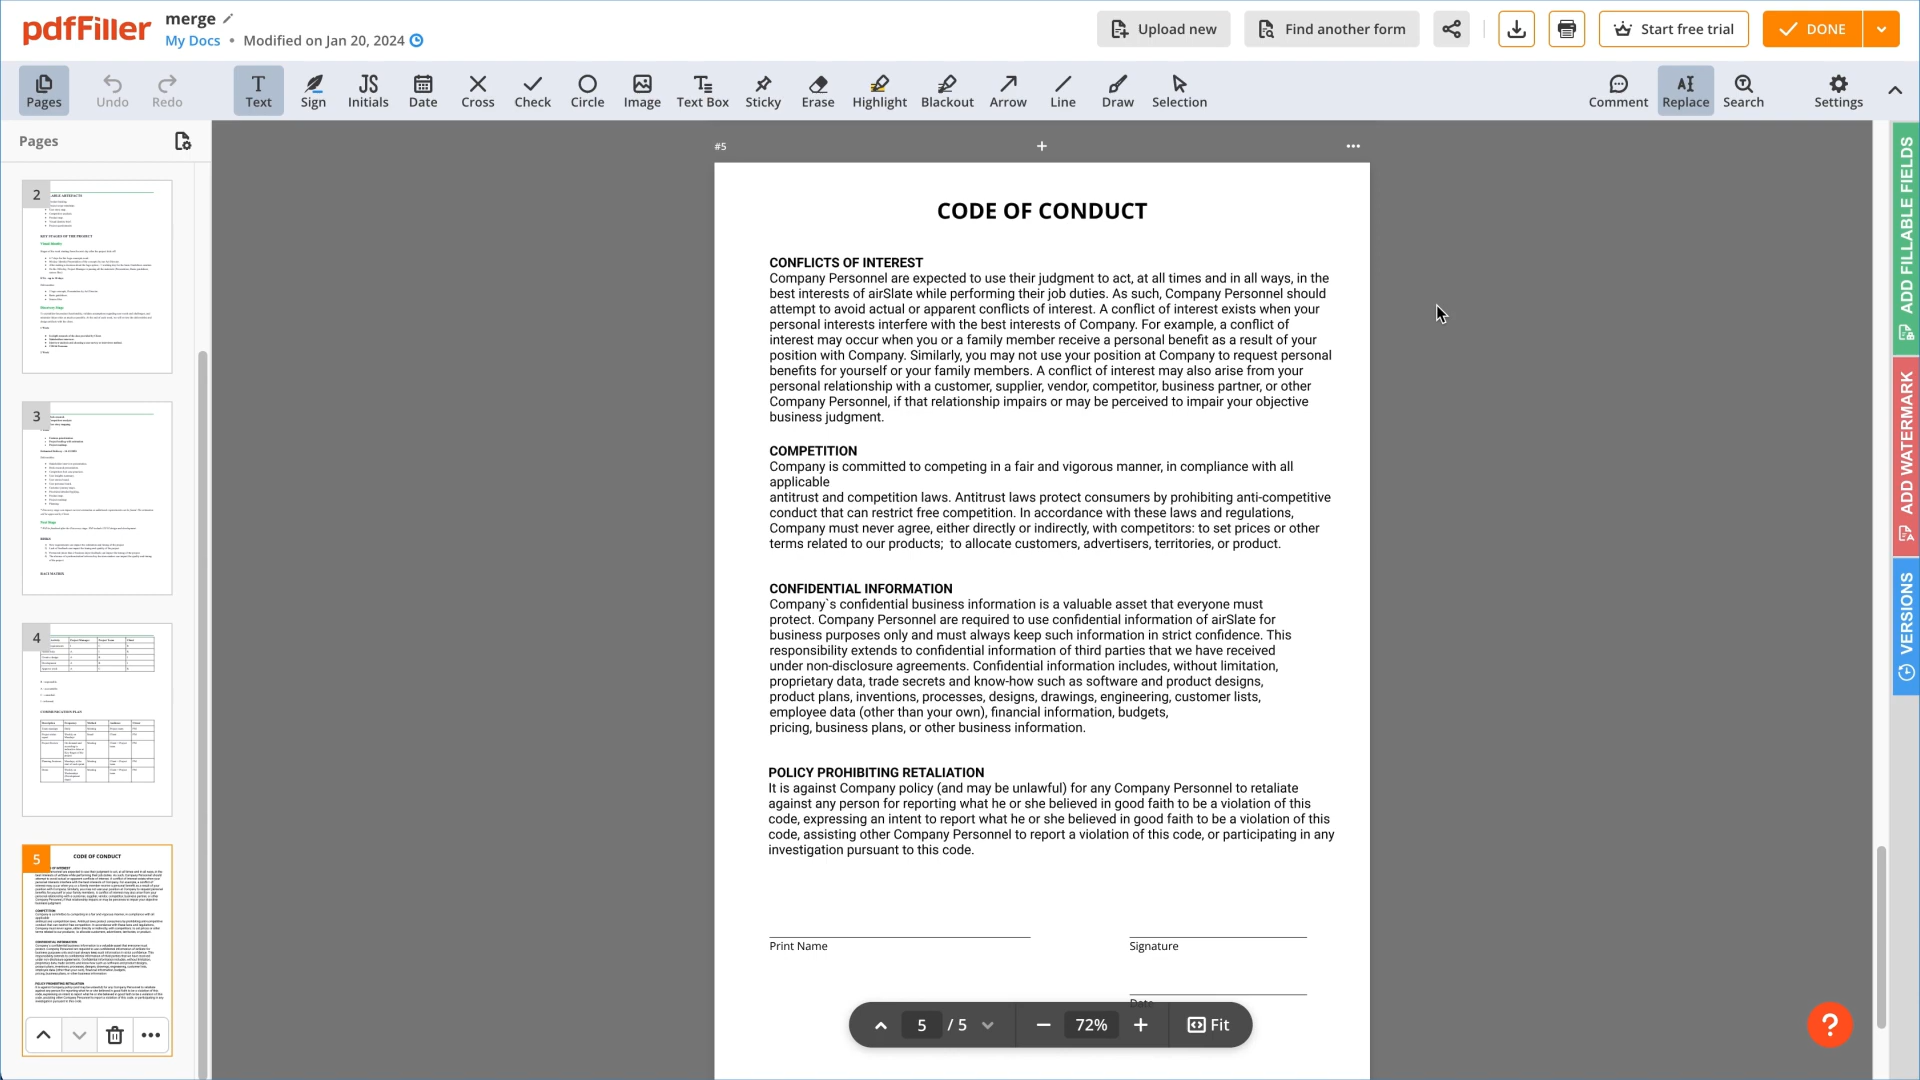 pdfFiller
merge
My Docs • Modified on Jan 20, 2024
Upload new
Find another form
Start free trial
DONE
Pages
Undo
Redo
Text
Sign
Initials
Date
Cross
Check
Circle
Image
Text Box
Sticky
Erase
Highlight
Blackout
Arrow
Line
Draw
Selection
Comment
Replace
Search
Settings
Pages
2
KEY STAGES OF THE PROJECT
3
4
COMMUNICATION PLAN
5
CODE OF CONDUCT
#5
CODE OF CONDUCT
CONFLICTS OF INTEREST
Company Personnel are expected to use their judgment to act, at all times and in all ways, in the
best interests of airSlate while performing their job duties. As such, Company Personnel should
attempt to avoid actual or apparent conflicts of interest. A conflict of interest exists when your
personal interests interfere with the best interests of Company. For example, a conflict of
interest may occur when you or a family member receive a personal benefit as a result of your
position with Company. Similarly, you may not use your position at Company to request personal
benefits for yourself or your family members. A conflict of interest may also arise from your
personal relationship with a customer, supplier, vendor, competitor, business partner, or other
Company Personnel, if that relationship impairs or may be perceived to impair your objective
business judgment.
COMPETITION
Company is committed to competing in a fair and vigorous manner, in compliance with all
applicable
antitrust and competition laws. Antitrust laws protect consumers by prohibiting anti-competitive
conduct that can restrict free competition. In accordance with these laws and regulations,
Company must never agree, either directly or indirectly, with competitors: to set prices or other
terms related to our products;  to allocate customers, advertisers, territories, or product.
CONFIDENTIAL INFORMATION
Company`s confidential business information is a valuable asset that everyone must
protect. Company Personnel are required to use confidential information of airSlate for
business purposes only and must always keep such information in strict confidence. This
responsibility extends to confidential information of third parties that we have received
under non-disclosure agreements. Confidential information includes, without limitation,
proprietary data, trade secrets and know-how such as software and product designs,
product plans, inventions, processes, designs, drawings, engineering, customer lists,
employee data (other than your own), financial information, budgets,
pricing, business plans, or other business information.
POLICY PROHIBITING RETALIATION
It is against Company policy (and may be unlawful) for any Company Personnel to retaliate
against any person for reporting what he or she believed in good faith to be a violation of this
code, expressing an intent to report what he or she believed in good faith to be a violation of this
code, assisting other Company Personnel to report a violation of this code, or participating in any
investigation pursuant to this code.
Print Name
Signature
Date
5 / 5
72%
Fit
ADD FILLABLE FIELDS
ADD WATERMARK
VERSIONS
?